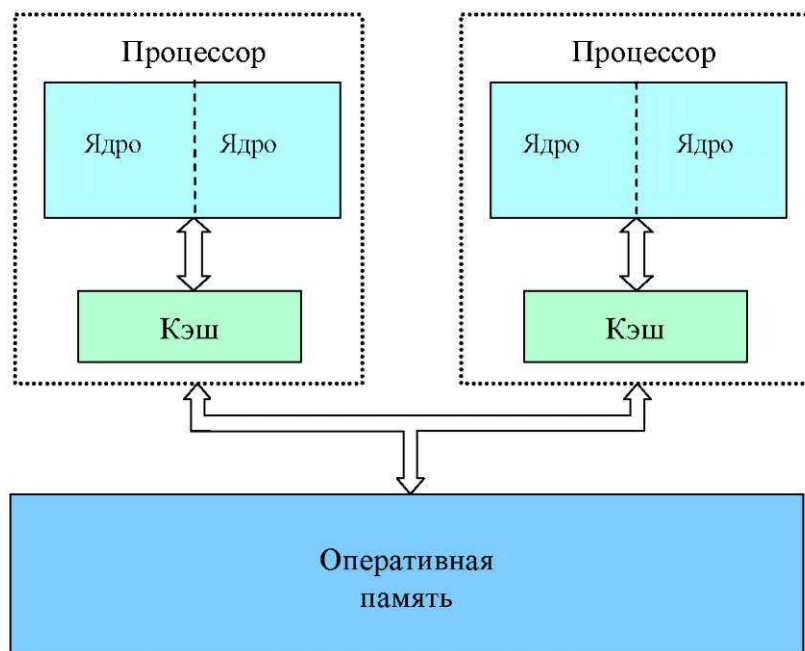 Процессор
Процессор
Ядро
Ядро
Ядро
Ядро
Кэш
Кэш
Оперативная
память